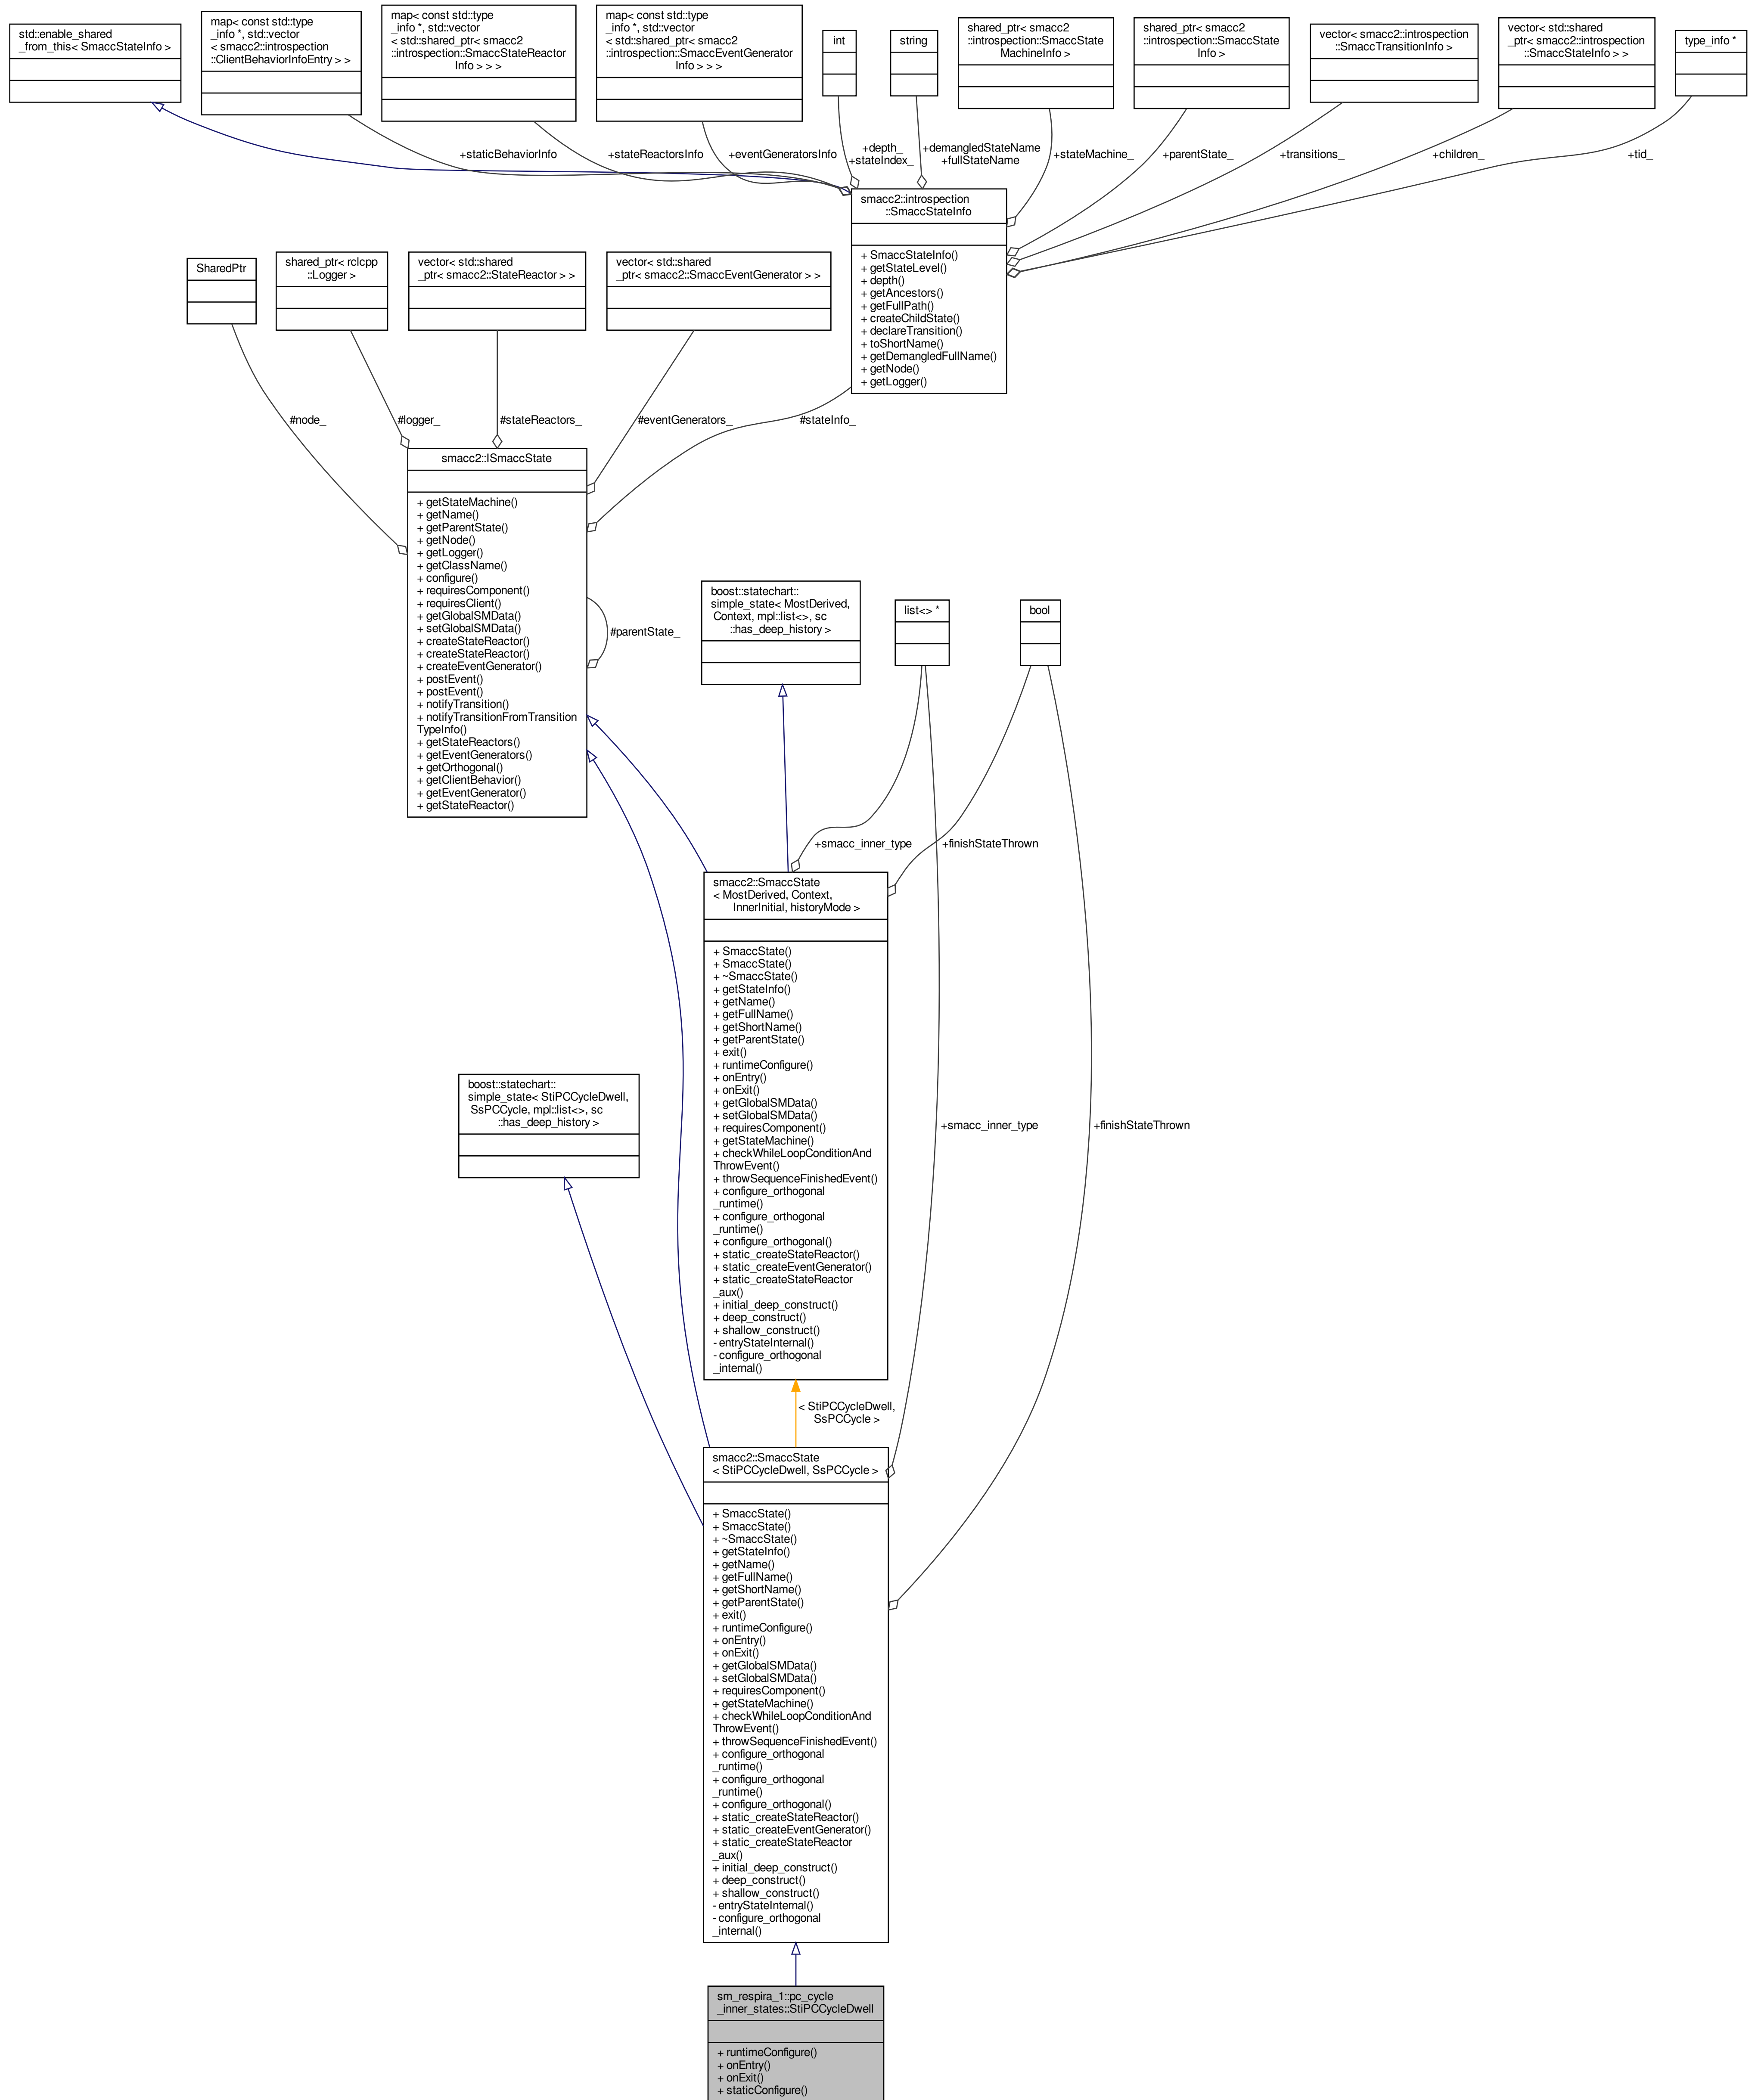 std::enable_shared
_from_this< SmaccStateInfo >
map< const std::type
_info *, std::vector
< smacc2::introspection
::ClientBehaviorInfoEntry > >
map< const std::type
_info *, std::vector
< std::shared_ptr< smacc2
::introspection::SmaccStateReactor
Info > > >
map< const std::type
_info *, std::vector
< std::shared_ptr< smacc2
::introspection::SmaccEventGenerator
Info > > >
int
string
shared_ptr< smacc2
::introspection::SmaccState
MachineInfo >
shared_ptr< smacc2
::introspection::SmaccState
Info >
vector< smacc2::introspection
::SmaccTransitionInfo >
vector< std::shared
_ptr< smacc2::introspection
::SmaccStateInfo > >
type_info *
+staticBehaviorInfo
+stateReactorsInfo
+eventGeneratorsInfo
+depth_
+stateIndex_
+demangledStateName
+fullStateName
+stateMachine_
+parentState_
+transitions_
+children_
+tid_
smacc2::introspection
::SmaccStateInfo
+ SmaccStateInfo()
+ getStateLevel()
+ depth()
+ getAncestors()
+ getFullPath()
+ createChildState()
+ declareTransition()
+ toShortName()
+ getDemangledFullName()
+ getNode()
+ getLogger()
SharedPtr
shared_ptr< rclcpp
::Logger >
vector< std::shared
_ptr< smacc2::StateReactor > >
vector< std::shared
_ptr< smacc2::SmaccEventGenerator > >
#node_
#logger_
#stateReactors_
#eventGenerators_
#stateInfo_
smacc2::ISmaccState
+ getStateMachine()
+ getName()
+ getParentState()
+ getNode()
+ getLogger()
+ getClassName()
+ configure()
+ requiresComponent()
+ requiresClient()
+ getGlobalSMData()
+ setGlobalSMData()
+ createStateReactor()
+ createStateReactor()
+ createEventGenerator()
+ postEvent()
+ postEvent()
+ notifyTransition()
+ notifyTransitionFromTransition
TypeInfo()
+ getStateReactors()
+ getEventGenerators()
+ getOrthogonal()
+ getClientBehavior()
+ getEventGenerator()
+ getStateReactor()
#parentState_
boost::statechart::
simple_state< MostDerived,
Context, mpl::list<>, sc
::has_deep_history >
list<> *
bool
+smacc_inner_type
+finishStateThrown
smacc2::SmaccState
< MostDerived, Context,
InnerInitial, historyMode >
+ SmaccState()
+ SmaccState()
+ ~SmaccState()
+ getStateInfo()
+ getName()
+ getFullName()
+ getShortName()
+ getParentState()
+ exit()
+ runtimeConfigure()
+ onEntry()
+ onExit()
+ getGlobalSMData()
+ setGlobalSMData()
+ requiresComponent()
+ getStateMachine()
+ checkWhileLoopConditionAnd
ThrowEvent()
+ throwSequenceFinishedEvent()
+ configure_orthogonal
_runtime()
+ configure_orthogonal
_runtime()
+ configure_orthogonal()
+ static_createStateReactor()
+ static_createEventGenerator()
+ static_createStateReactor
_aux()
+ initial_deep_construct()
+ deep_construct()
+ shallow_construct()
- entryStateInternal()
- configure_orthogonal
_internal()
boost::statechart::
simple_state< StiPCCycleDwell,
SsPCCycle, mpl::list<>, sc
::has_deep_history >
+smacc_inner_type
+finishStateThrown
< StiPCCycleDwell,
SsPCCycle >
smacc2::SmaccState
< StiPCCycleDwell, SsPCCycle >
+ SmaccState()
+ SmaccState()
+ ~SmaccState()
+ getStateInfo()
+ getName()
+ getFullName()
+ getShortName()
+ getParentState()
+ exit()
+ runtimeConfigure()
+ onEntry()
+ onExit()
+ getGlobalSMData()
+ setGlobalSMData()
+ requiresComponent()
+ getStateMachine()
+ checkWhileLoopConditionAnd
ThrowEvent()
+ throwSequenceFinishedEvent()
+ configure_orthogonal
_runtime()
+ configure_orthogonal
_runtime()
+ configure_orthogonal()
+ static_createStateReactor()
+ static_createEventGenerator()
+ static_createStateReactor
_aux()
+ initial_deep_construct()
+ deep_construct()
+ shallow_construct()
- entryStateInternal()
- configure_orthogonal
_internal()
sm_respira_1::pc_cycle
_inner_states::StiPCCycleDwell
+ runtimeConfigure()
+ onEntry()
+ onExit()
+ staticConfigure()